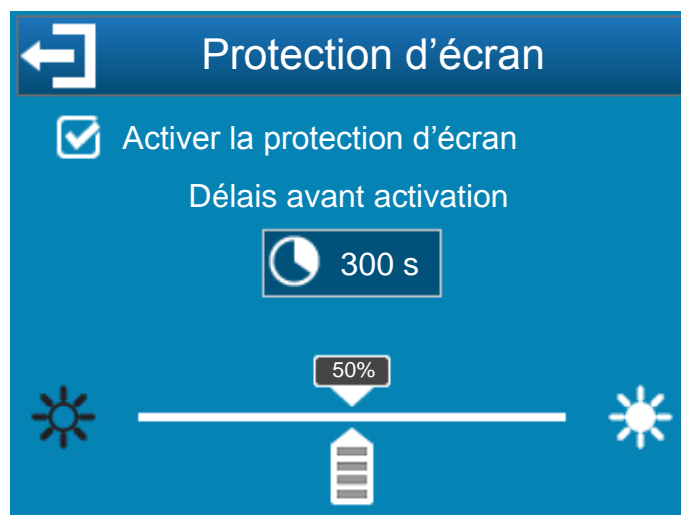 Protection d’écran
Activer la protection d’écran
Délais avant activation
300 s
50%